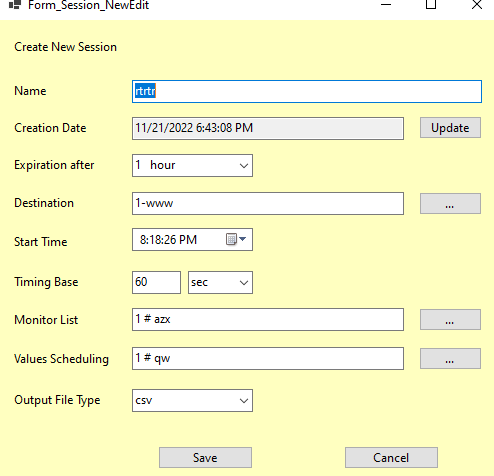 Form_Session_NewEdit
Create New Session
Name rtrtr
Creation Date 11/21/2022 6:43:08 PM Update
Expiration after 1 hour
Destination 1-www ...
Start Time 8:18:26 PM
Timing Base 60 sec
Monitor List 1 # azx ...
Values Scheduling 1 # qw ...
Output File Type csv
Save Cancel